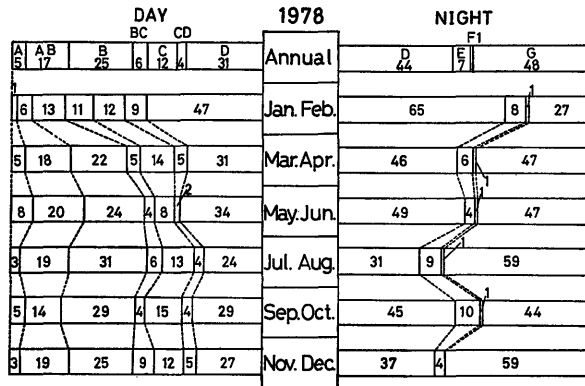 DAY 1978 NIGHT
BC CD F1
A AB B C D Annual D E G
5 17 25 6 12 4 31 44 7 48
1 1
6 13 11 12 9 47 Jan. Feb. 65 8 27
5 18 22 5 14 5 31 Mar. Apr. 46 6 47
2 1 1
8 20 24 4 8 34 May. Jun. 49 4 47
1
3 19 31 6 13 4 24 Jul. Aug. 31 9 59
1
5 14 29 4 15 4 29 Sep. Oct. 45 10 44
3 19 25 9 12 5 27 Nov. Dec. 37 4 59